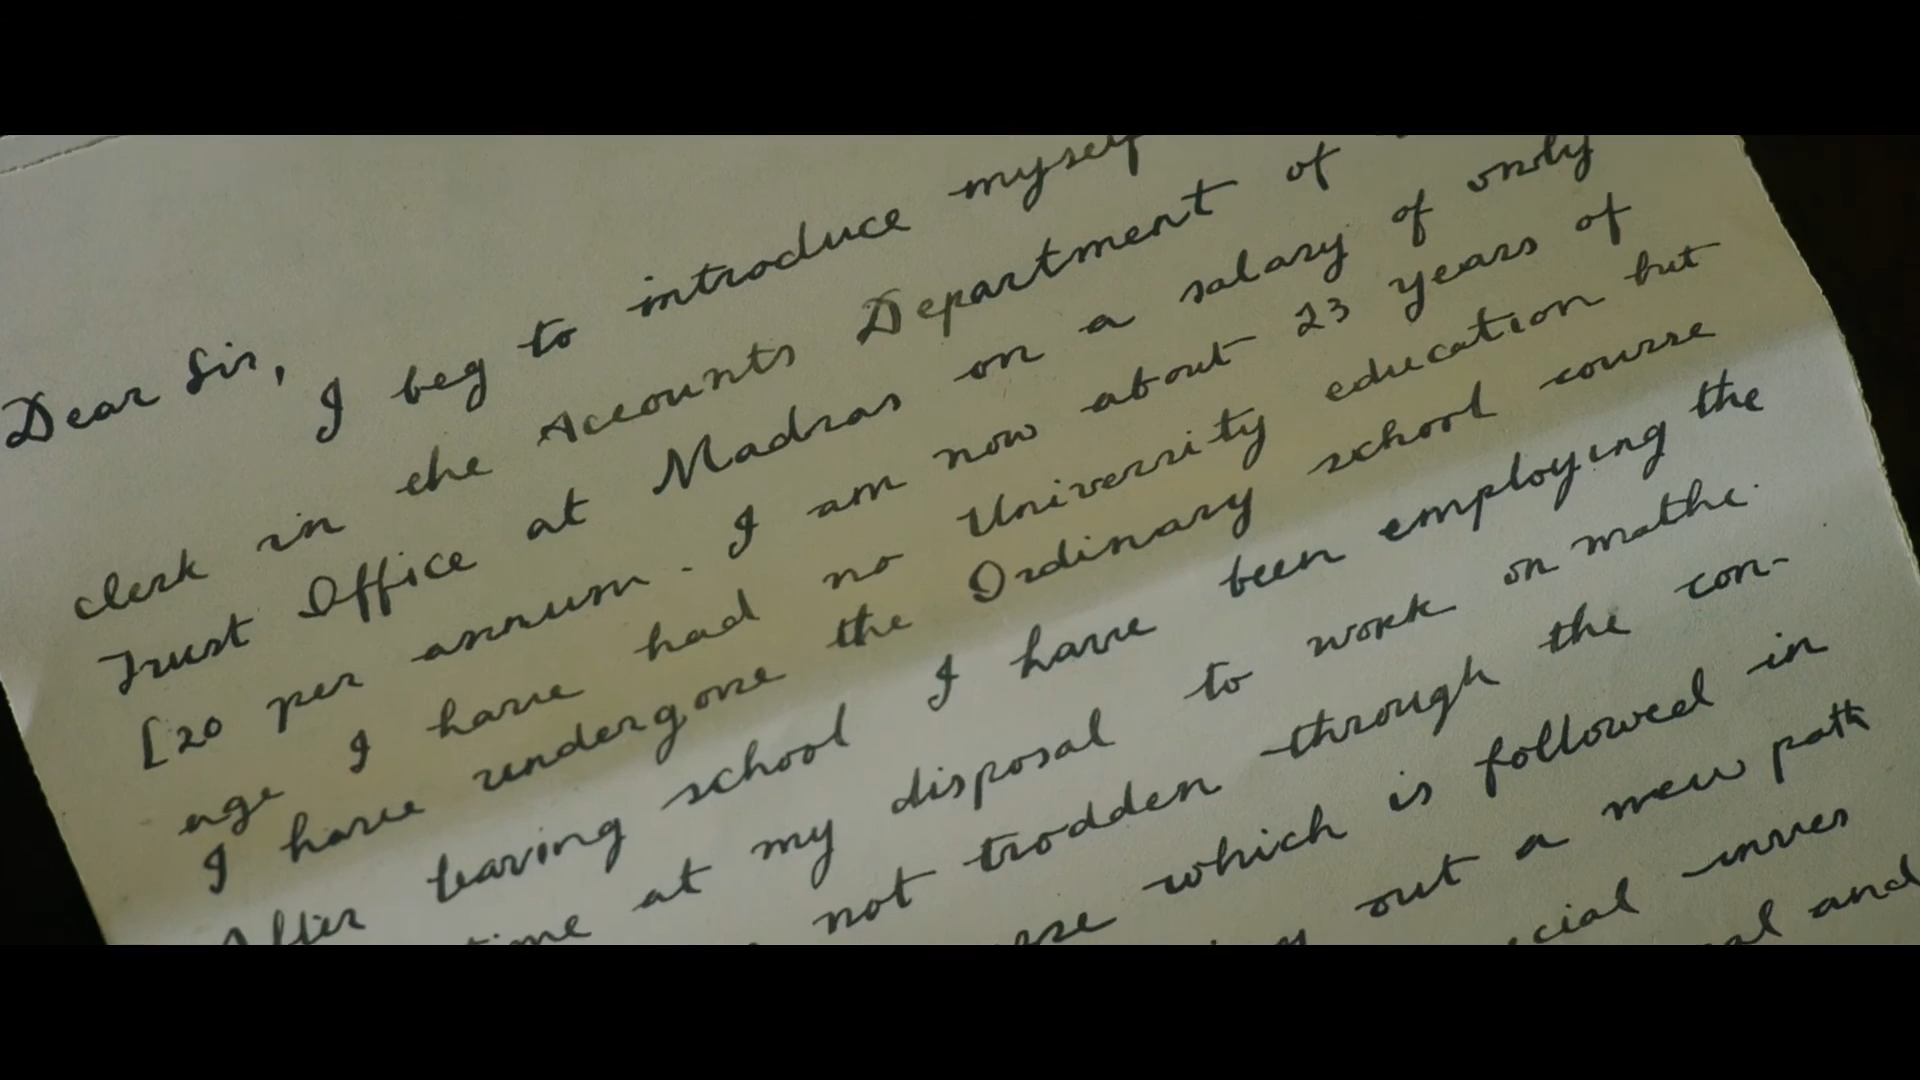 Dear Sir,
I beg to introduce myself
clerk in the Accounts Department of
Trust Office at Madras on a salary of only
£20 per annum. I am now about 23 years of
age I have had no University education but
I have undergone the Ordinary school course
After leaving school I have been employing the
time at my disposal to work on mathe
not trodden through the con-
which is followed in
out a new path
and